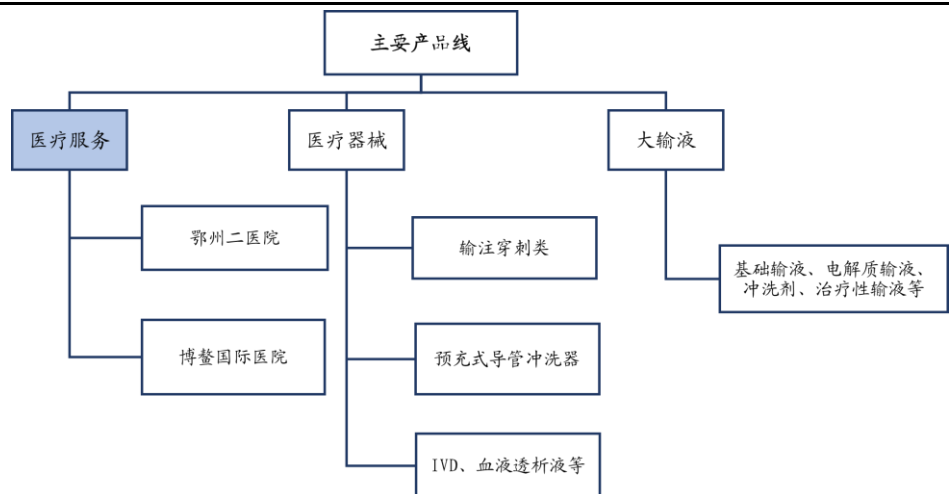 主要产品线
医疗服务
医疗器械
大输液
鄂州二医院
输注穿刺类
基础输液、电解质输液、
冲洗剂、治疗性输液等
博鳌国际医院
预充式导管冲洗器
IVD、血液透析液等